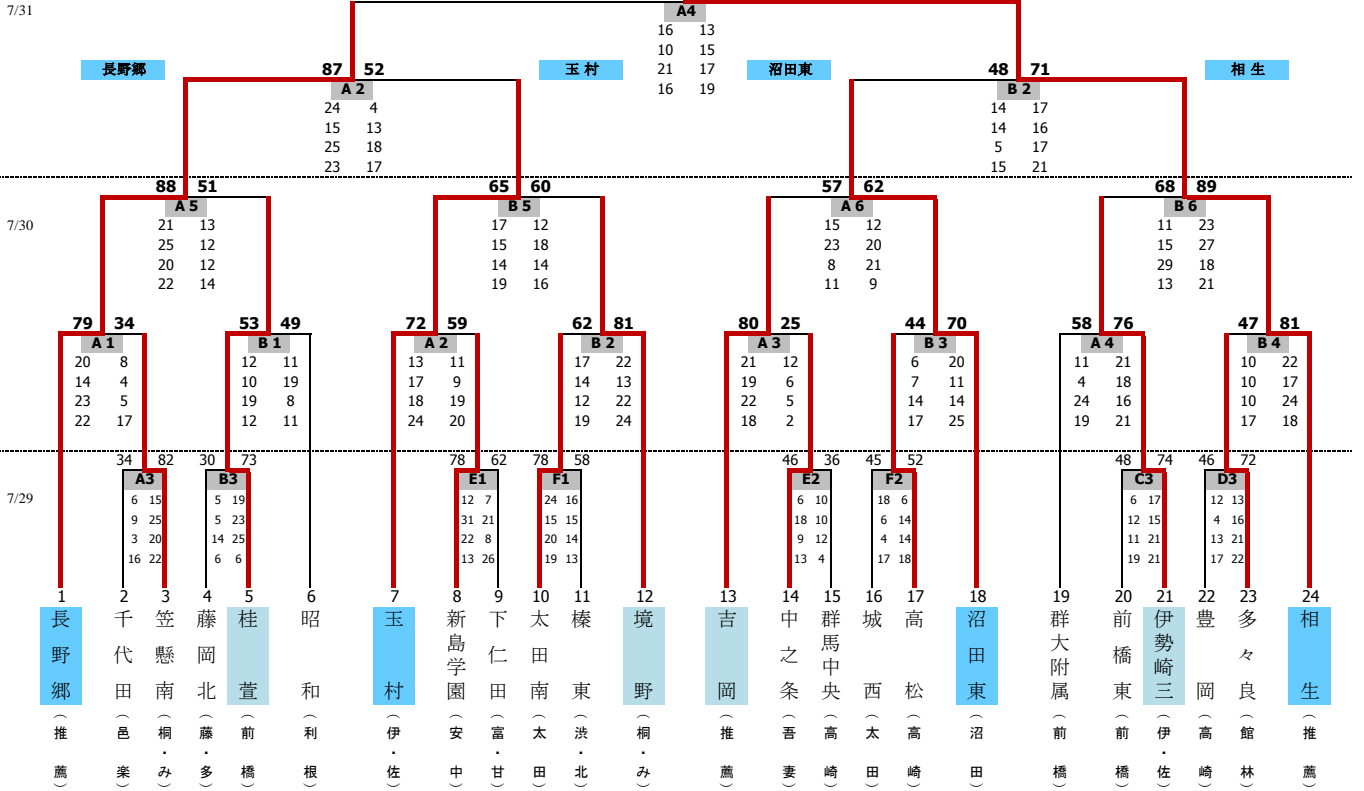 7/31
A4
16 13
10 15
21 17
16 19
長野郷 玉村 沼田東 相生
87 52 48 71
A 2 B 2
24 4 14 17
15 13 14 16
25 18 5 17
23 17 15 21
88 51 65 60 57 62 68 89
A 5 B 5 A 6 B 6
7/30
21 13 17 12 15 12 11 23
25 12 15 18 23 20 15 27
20 12 14 14 8 21 29 18
22 14 19 16 11 9 13 21
79 34 53 49 72 59 62 81 80 25 44 70 58 76 47 81
A 1 B 1 A 2 B 2 A 3 B 3 A 4 B 4
20 8 12 11 13 11 17 22 21 12 6 20 11 21 10 22
14 4 10 19 17 9 14 13 19 6 7 11 4 18 10 17
23 5 19 8 18 19 12 22 22 5 14 14 24 16 10 24
22 17 12 11 24 20 19 24 18 2 17 25 19 21 17 18
34 82 30 73 78 62 78 58 46 36 45 52 48 74 46 72
A3 B3 E1 F1 E2 F2 C3 D3
7/29
6 15 5 19 12 7 24 16 6 10 18 6 6 17 12 13
9 25 5 23 31 21 15 15 18 10 6 14 12 15 4 16
3 20 14 25 22 8 20 14 9 12 4 14 11 21 13 21
16 22 6 6 13 26 19 13 13 4 17 18 19 21 17 22
1 2 3 4 5 6 7 8 9 10 11 12 13 14 15 16 17 18 19 20 21 22 23 24
長野郷（推薦）
千代田（邑楽）
笠懸南（桐・み）
藤岡北（藤・多）
桂萱（前橋）
昭和（利根）
玉村（伊・佐）
新島学園（安中）
下仁田（富・甘）
太田南（太田）
榛東（渋・北）
境野（桐・み）
吉岡（推薦）
中之条（吾妻）
群馬中央（高崎）
城西（太田）
高松（高崎）
沼田東（沼田）
群大附属（前橋）
前橋東（前橋）
伊勢崎三（伊・佐）
豊岡（高崎）
多々良（館林）
相生（推薦）